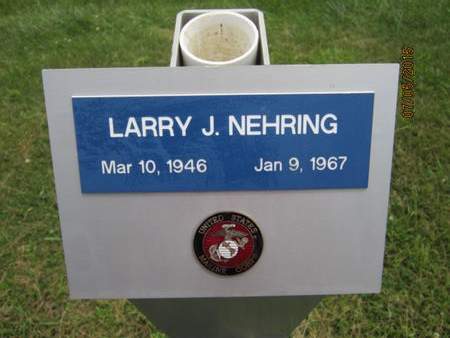 LARRY J. NEHRING
Mar 10, 1946 Jan 9, 1967
UNITED STATES
MARINE CORPS